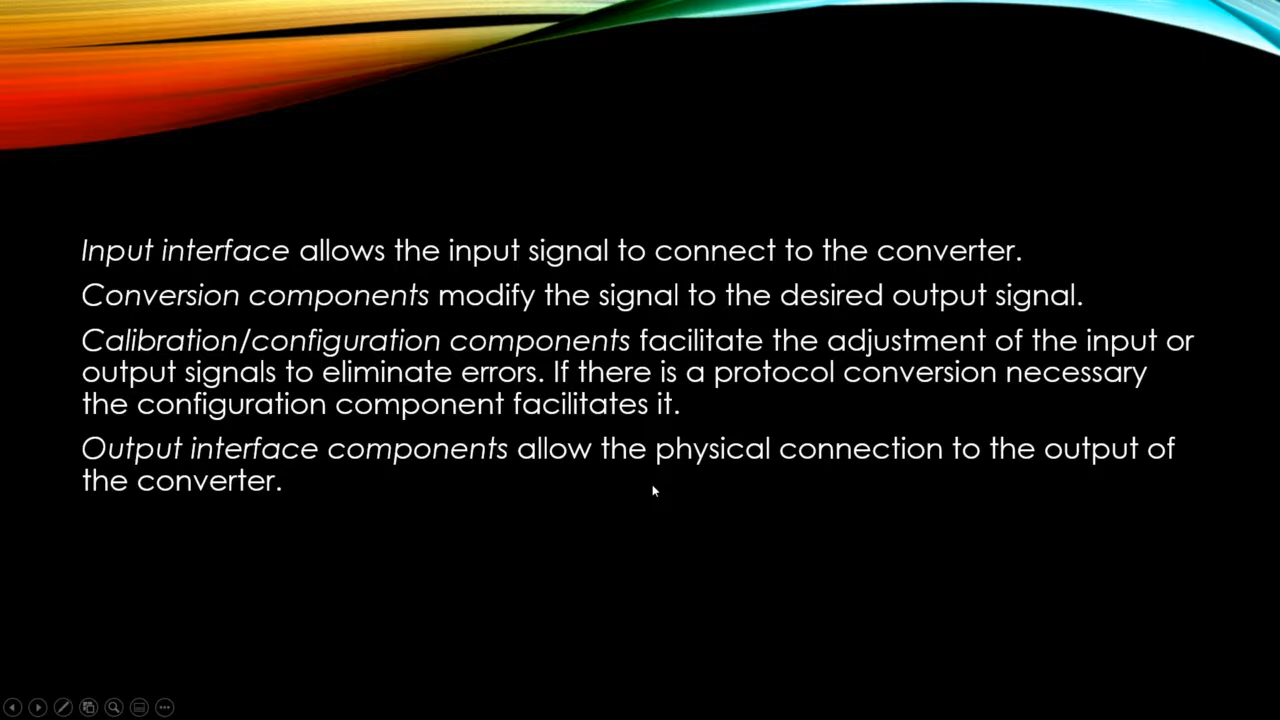 Input interface allows the input signal to connect to the converter.
Conversion components modify the signal to the desired output signal.
Calibration/configuration components facilitate the adjustment of the input or
output signals to eliminate errors. If there is a protocol conversion necessary
the configuration component facilitates it.
Output interface components allow the physical connection to the output of
the converter.